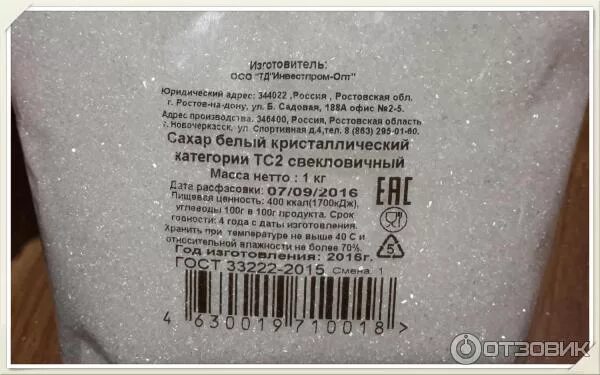 Изготовитель:
ООО "ТД"Инвестпром-Опт"
Юридический адрес: 344022 ,Россия , Ростовская обл.
г. Ростов-на-дону, ул. Б. Садовая, 188А офис №2-5.
Адрес производства. 346400, Россия, Ростовская область
г. Новочеркасск. ул Спортивная д.4,тел. 8 (863) 295-01-60.
Сахар белый кристаллический
категории ТС2 свекловичный
Масса нетто : 1 кг
Дата расфасовки: 07/09/2016
Пищевая ценность: 400 ккал(1700кДж),
углеводы 100г в 100г продукта. Срок
годности: 4 года с даты изготовления.
Хранить при температуре не выше 40 С и
относительной влажности не более 70%.
Год изготовления: 2016г.
ГОСТ 33222-2015 Смена 1
ЕАС
5
4 630019 710018 >
ОТЗОВИК